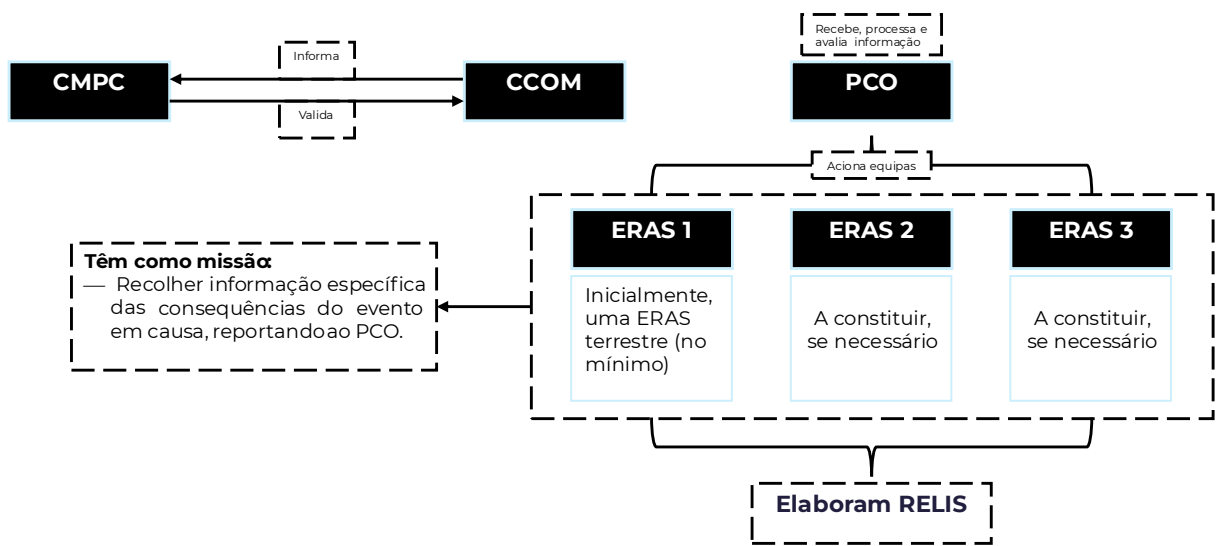 Recebe, processa e
avalia informação
Informa
CMPC
CCOM
PCO
Valida
Aciona equipas
ERAS 1
ERAS 2
ERAS 3
Têm como missão:
— Recolher informação específica
das consequências do evento
em causa, reportando ao PCO.
Inicialmente,
uma ERAS
terrestre (no
mínimo)
A constituir,
se necessário
A constituir,
se necessário
Elaboram RELIS